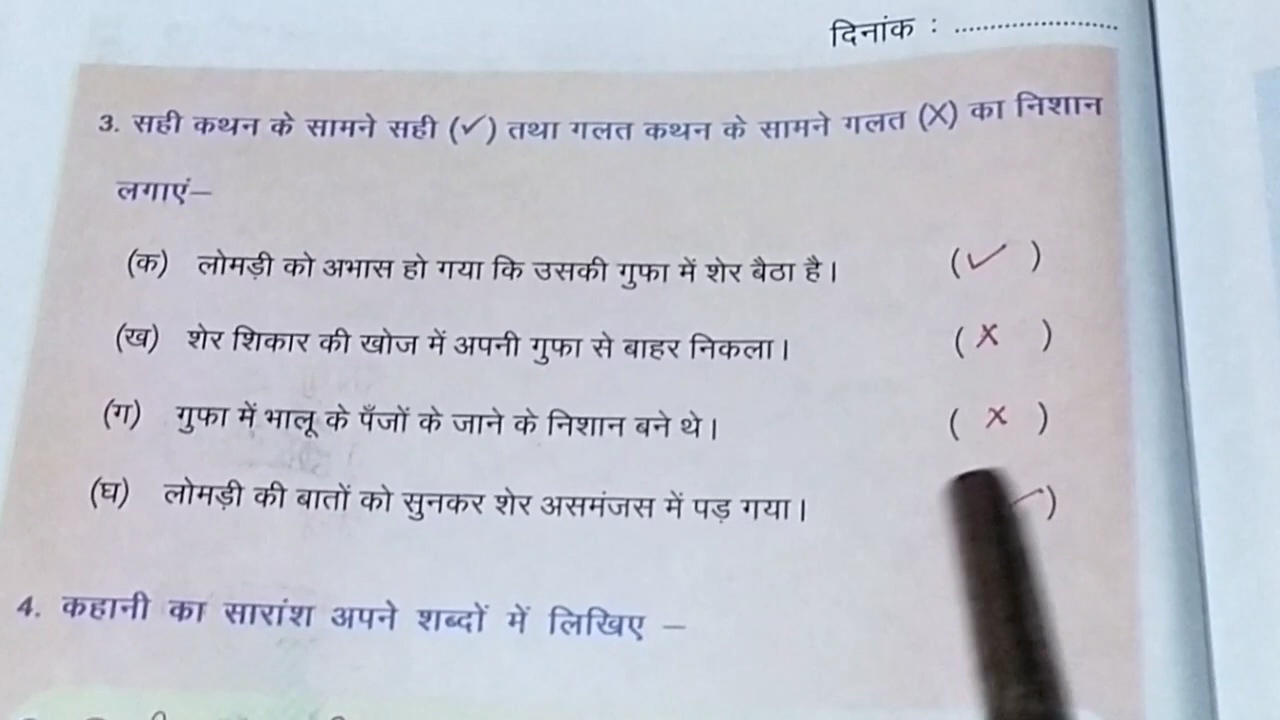 दिनांक : ........................
3. सही कथन के सामने सही (✓) तथा गलत कथन के सामने गलत (X) का निशान
लगाएं–
(क) लोमड़ी को अभास हो गया कि उसकी गुफा में शेर बैठा है। (✓)
(ख) शेर शिकार की खोज में अपनी गुफा से बाहर निकला। (x)
(ग) गुफा में भालू के पँजों के जाने के निशान बने थे। (x)
(घ) लोमड़ी की बातों को सुनकर शेर असमंजस में पड़ गया। ✓)
4. कहानी का सारांश अपने शब्दों में लिखिए –